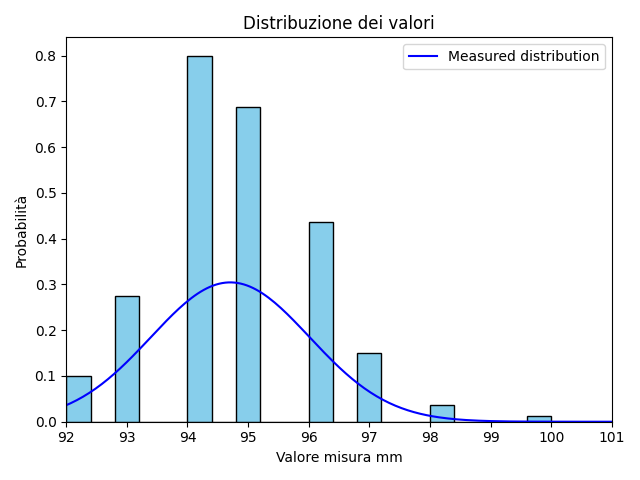 Distribuzione dei valori
Measured distribution
Probabilità
0.8
0.7
0.6
0.5
0.4
0.3
0.2
0.1
0.0
92 93 94 95 96 97 98 99 100 101
Valore misura mm